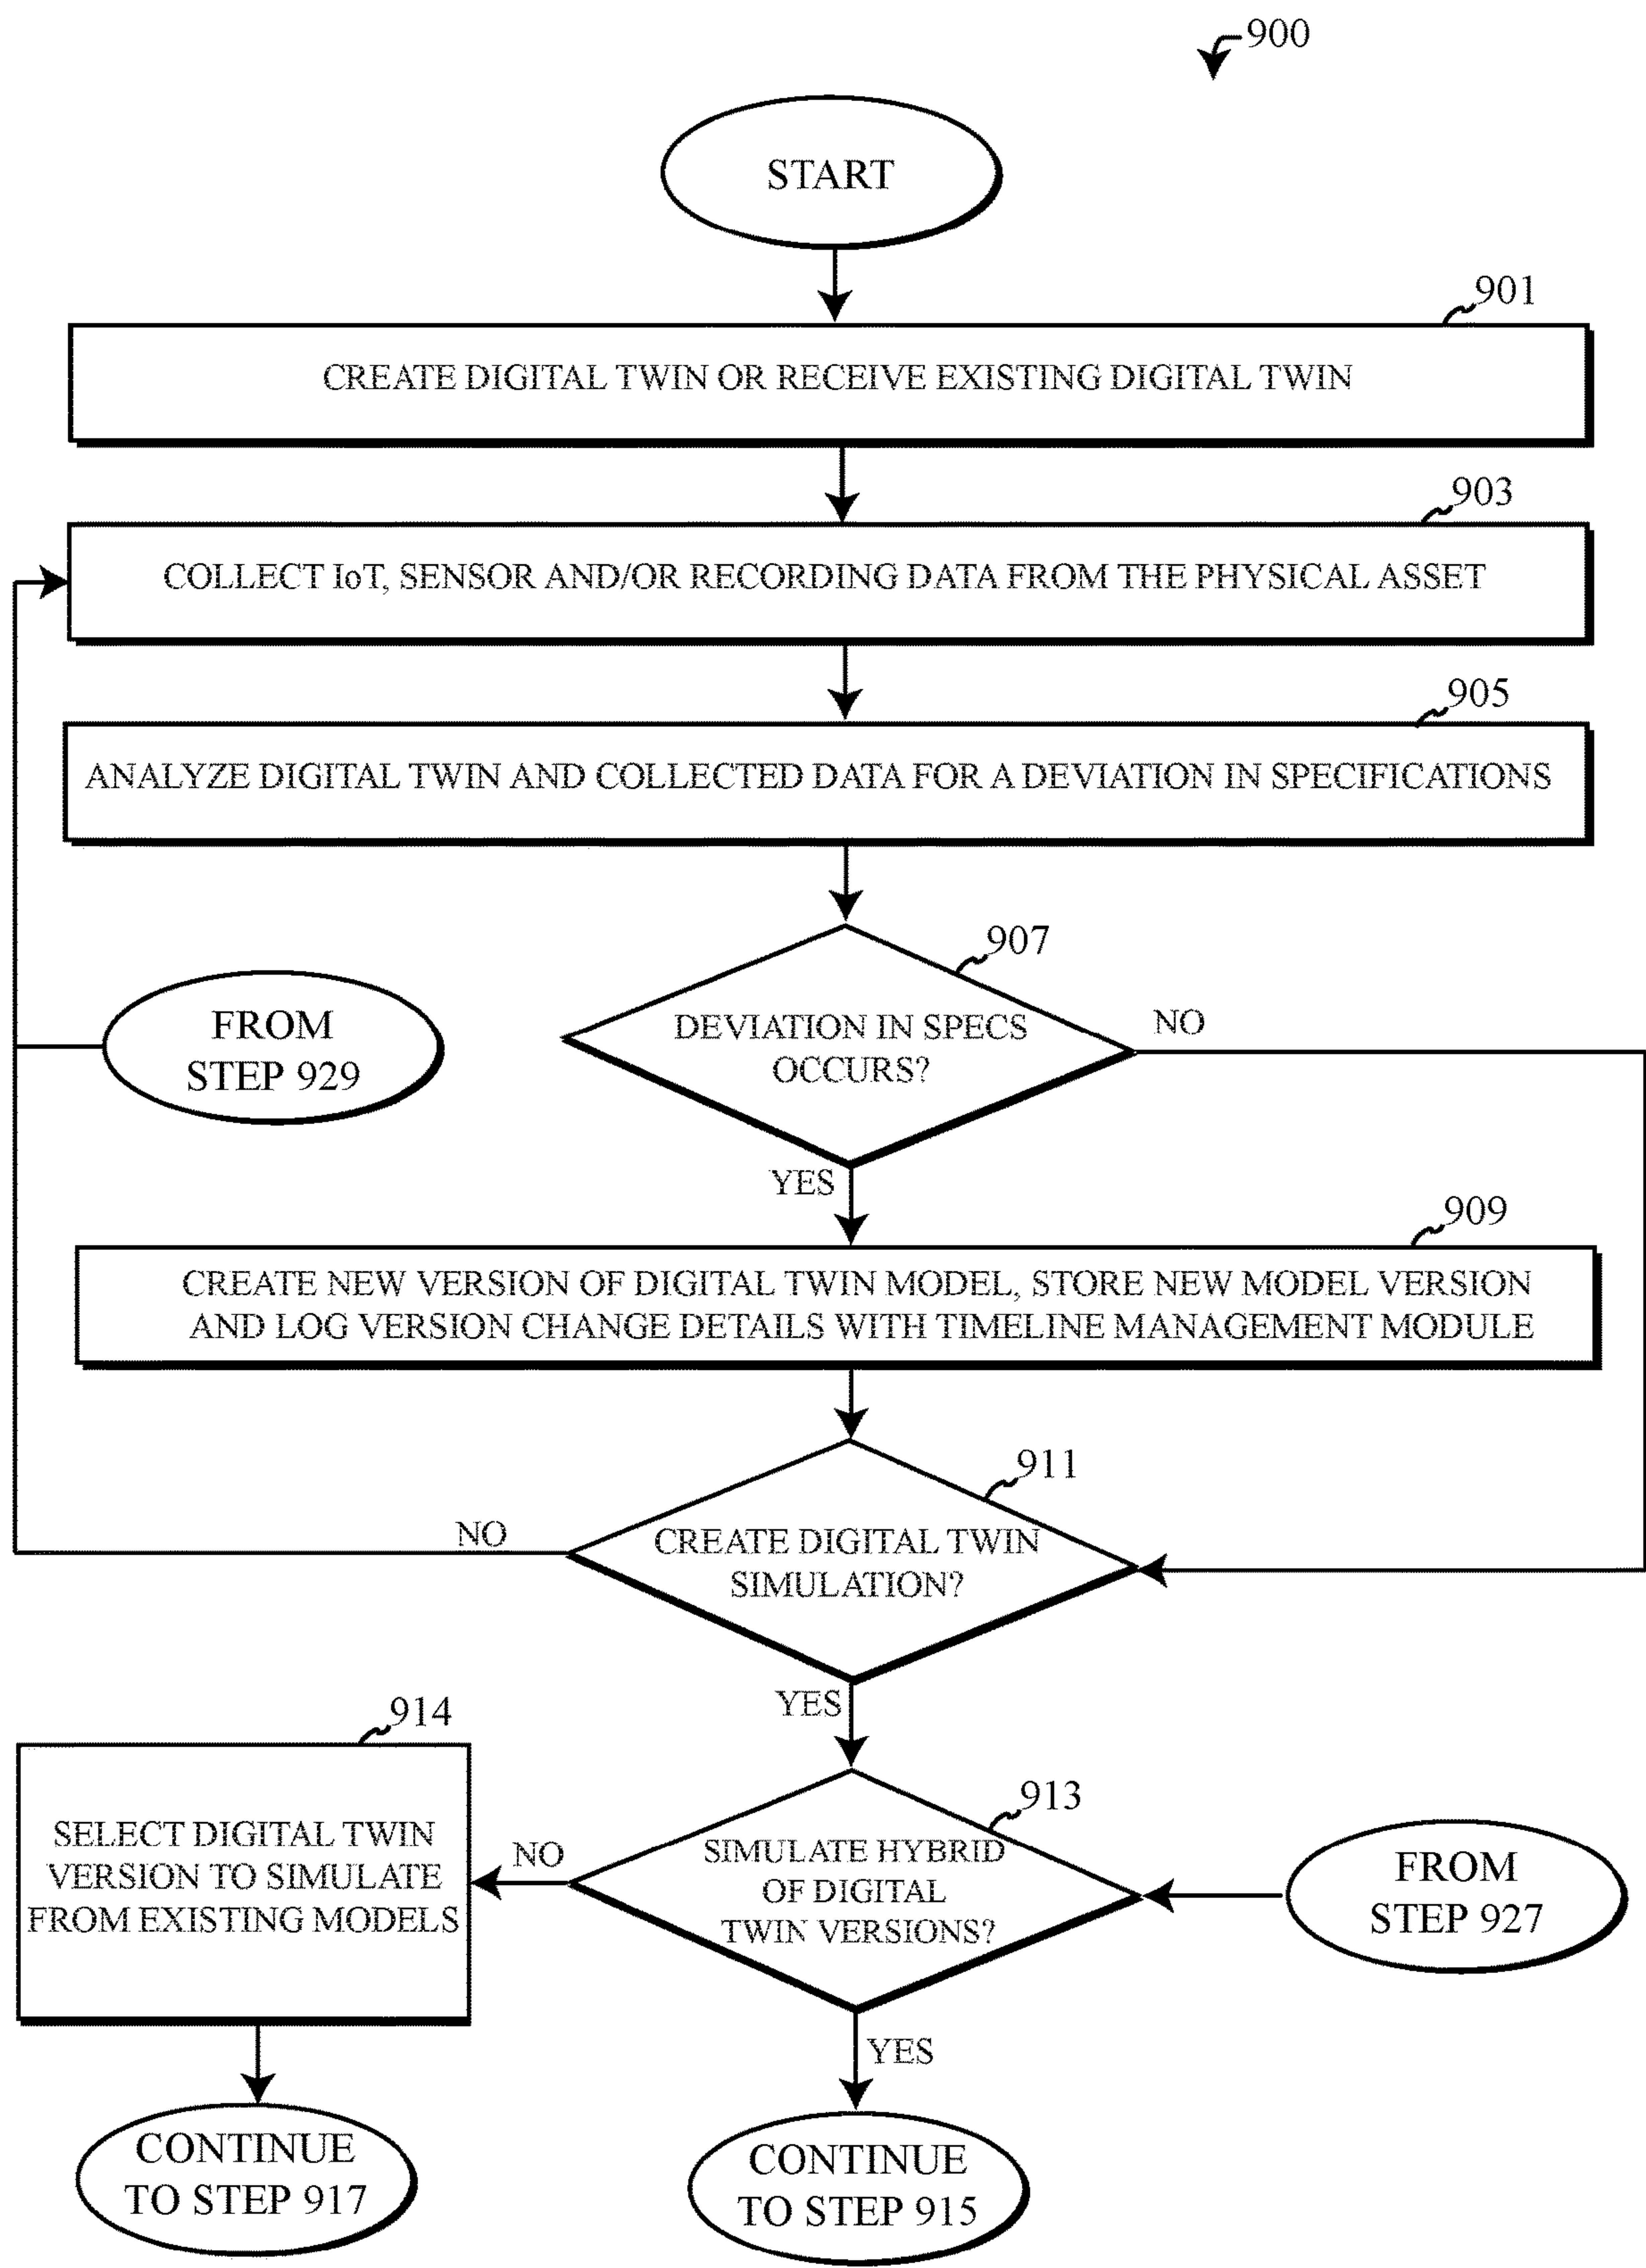 900
START
901
CREATE DIGITAL TWIN OR RECEIVE EXISTING DIGITAL TWIN
903
COLLECT IoT, SENSOR AND/OR RECORDING DATA FROM THE PHYSICAL ASSET
905
ANALYZE DIGITAL TWIN AND COLLECTED DATA FOR A DEVIATION IN SPECIFICATIONS
907
DEVIATION IN SPECS
OCCURS?
NO
FROM
STEP 929
YES
909
CREATE NEW VERSION OF DIGITAL TWIN MODEL, STORE NEW MODEL VERSION
AND LOG VERSION CHANGE DETAILS WITH TIMELINE MANAGEMENT MODULE
911
CREATE DIGITAL TWIN
SIMULATION?
NO
YES
914
SELECT DIGITAL TWIN
VERSION TO SIMULATE
FROM EXISTING MODELS
NO
913
SIMULATE HYBRID
OF DIGITAL
TWIN VERSIONS?
FROM
STEP 927
YES
CONTINUE
TO STEP 917
CONTINUE
TO STEP 915